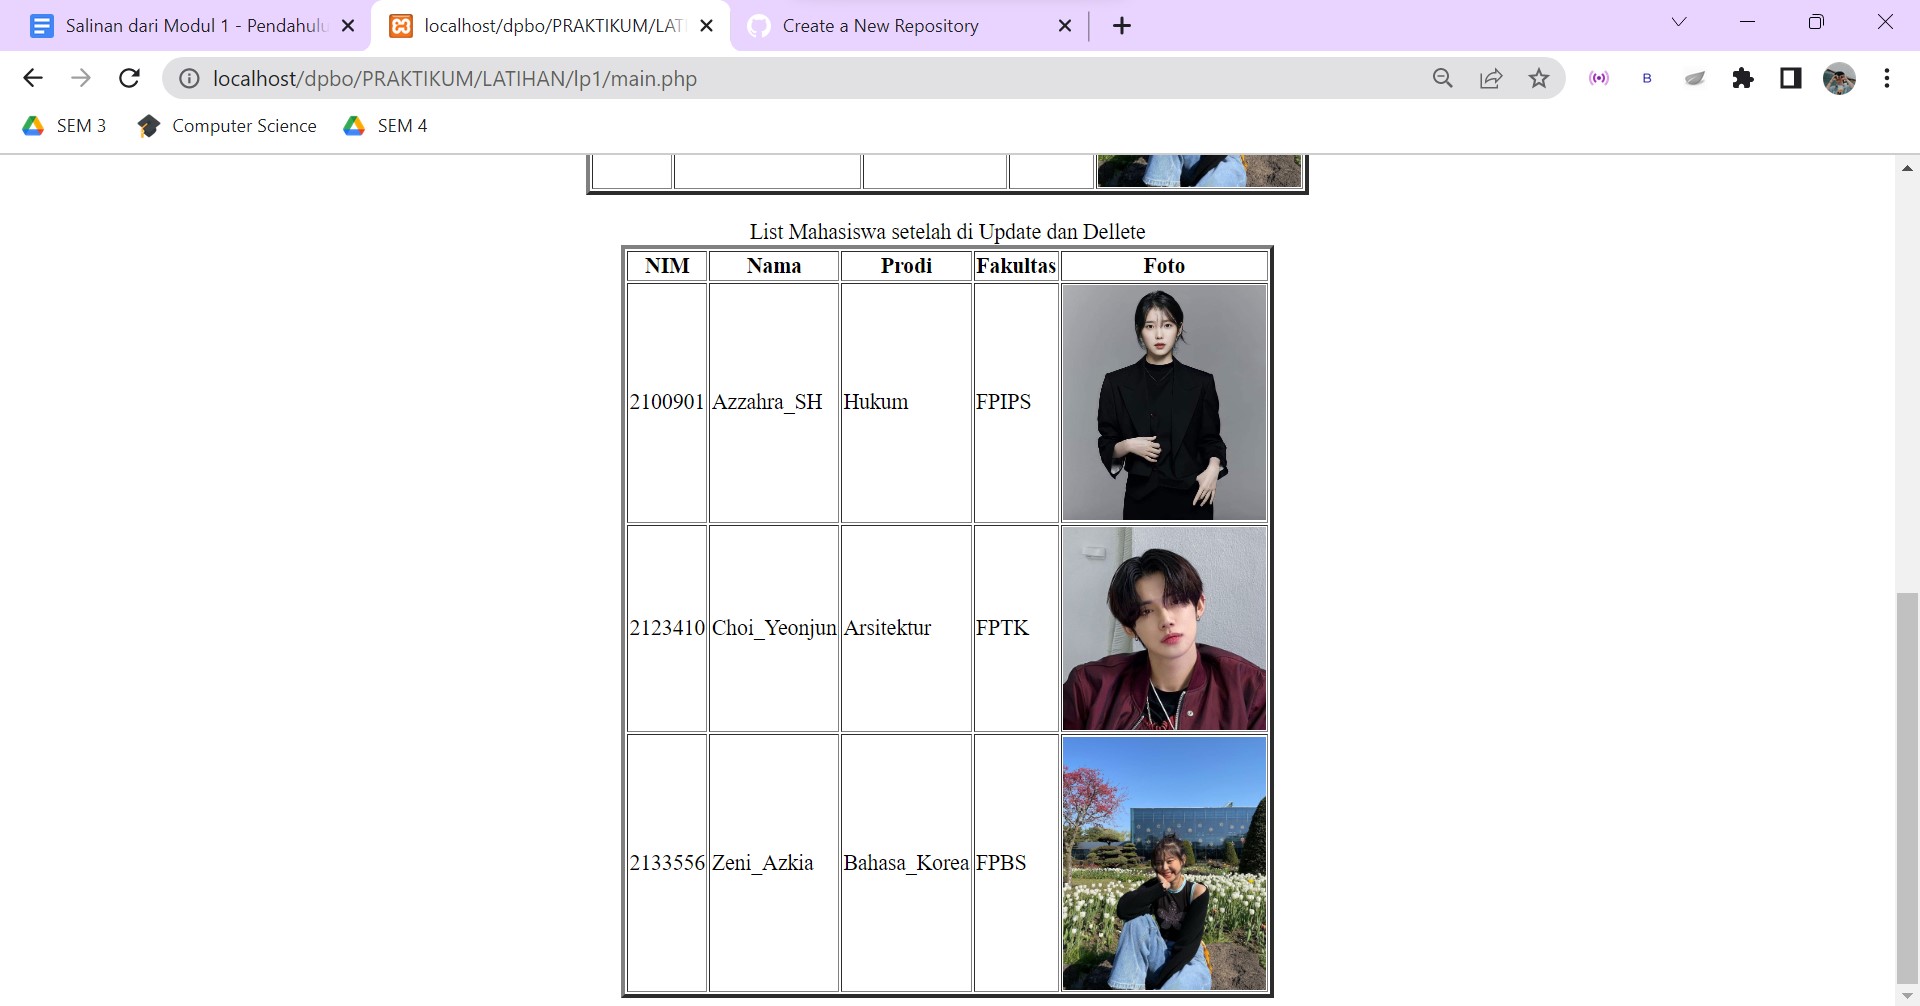 Salinan dari Modul 1 - Pendahulu
localhost/dpbo/PRAKTIKUM/LATI
Create a New Repository
localhost/dpbo/PRAKTIKUM/LATIHAN/lp1/main.php
B
SEM 3
Computer Science
SEM 4
List Mahasiswa setelah di Update dan Dellete
NIM Nama Prodi Fakultas Foto
2100901 Azzahra_SH Hukum FPIPS
2123410 Choi_Yeonjun Arsitektur FPTK
2133556 Zeni_Azkia Bahasa_Korea FPBS